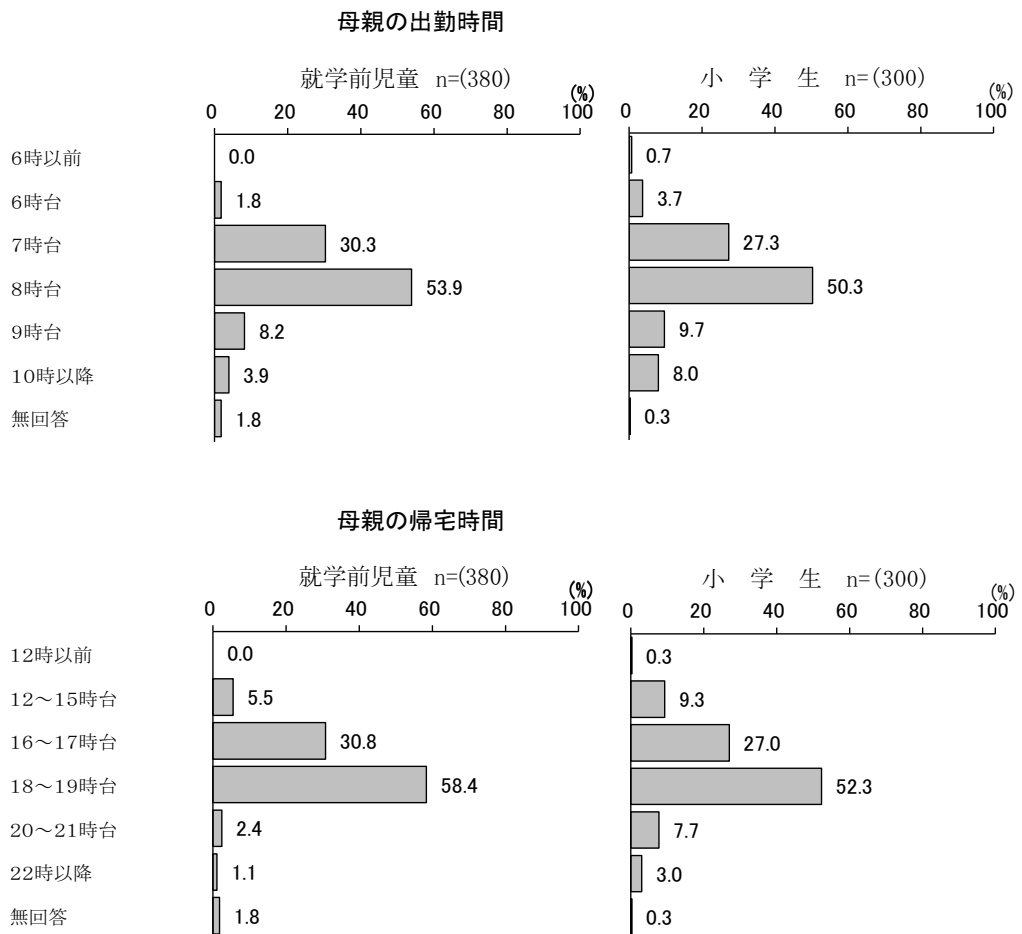 母親の出勤時間
就学前児童 n=(380)
小 学 生 n=(300)
(%)
(%)
0 20 40 60 80 100
0 20 40 60 80 100
6時以前 0.0 0.7
6時台 1.8 3.7
7時台 30.3 27.3
8時台 53.9 50.3
9時台 8.2 9.7
10時以降 3.9 8.0
無回答 1.8 0.3
母親の帰宅時間
就学前児童 n=(380)
小 学 生 n=(300)
(%)
(%)
0 20 40 60 80 100
0 20 40 60 80 100
12時以前 0.0 0.3
12～15時台 5.5 9.3
16～17時台 30.8 27.0
18～19時台 58.4 52.3
20～21時台 2.4 7.7
22時以降 1.1 3.0
無回答 1.8 0.3